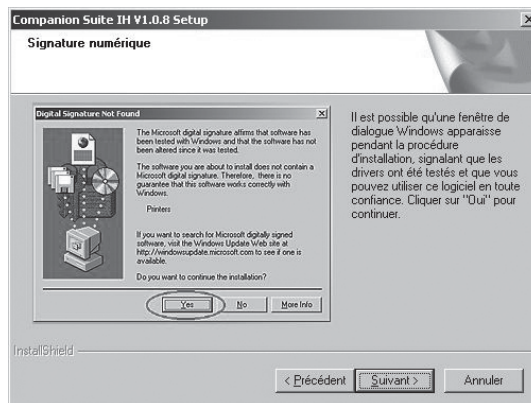 Companion Suite IH V1.0.8 Setup
Signature numérique
Digital Signature Not Found
The Microsoft digital signature affirms that software has
been tested with Windows and that the software has not
been altered since it was tested.
The software you are about to install does not contain a
Microsoft digital signature. Therefore, there is no
guarantee that this software works correctly with
Windows.
Printers
If you want to search for Microsoft digitally signed
software, visit the Windows Update Web site at
http://windowsupdate.microsoft.com to see if one is
available.
Do you want to continue the installation?
Yes
No
More Info
Il est possible qu'une fenêtre de
dialogue Windows apparaisse
pendant la procédure
d'installation, signalant que les
drivers ont été testés et que vous
pouvez utiliser ce logiciel en toute
confiance. Cliquer sur "Oui" pour
continuer.
InstallShield
< Précédent
Suivant >
Annuler